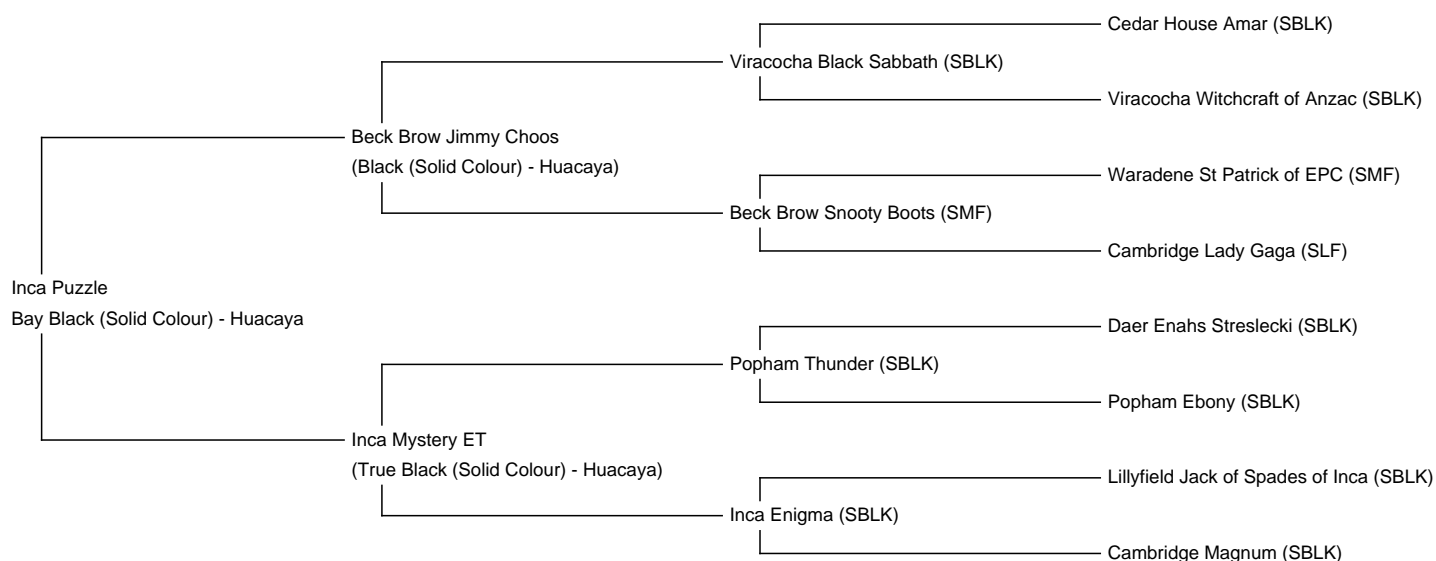 Cedar House Amar (SBLK)
Viracocha Black Sabbath (SBLK)
Viracocha Witchcraft of Anzac (SBLK)
Beck Brow Jimmy Choos
(Black (Solid Colour) - Huacaya)
Waradene St Patrick of EPC (SMF)
Beck Brow Snooty Boots (SMF)
Cambridge Lady Gaga (SLF)
Inca Puzzle
Bay Black (Solid Colour) - Huacaya
Daer Enahs Streslecki (SBLK)
Popham Thunder (SBLK)
Popham Ebony (SBLK)
Inca Mystery ET
(True Black (Solid Colour) - Huacaya)
Lillyfield Jack of Spades of Inca (SBLK)
Inca Enigma (SBLK)
Cambridge Magnum (SBLK)